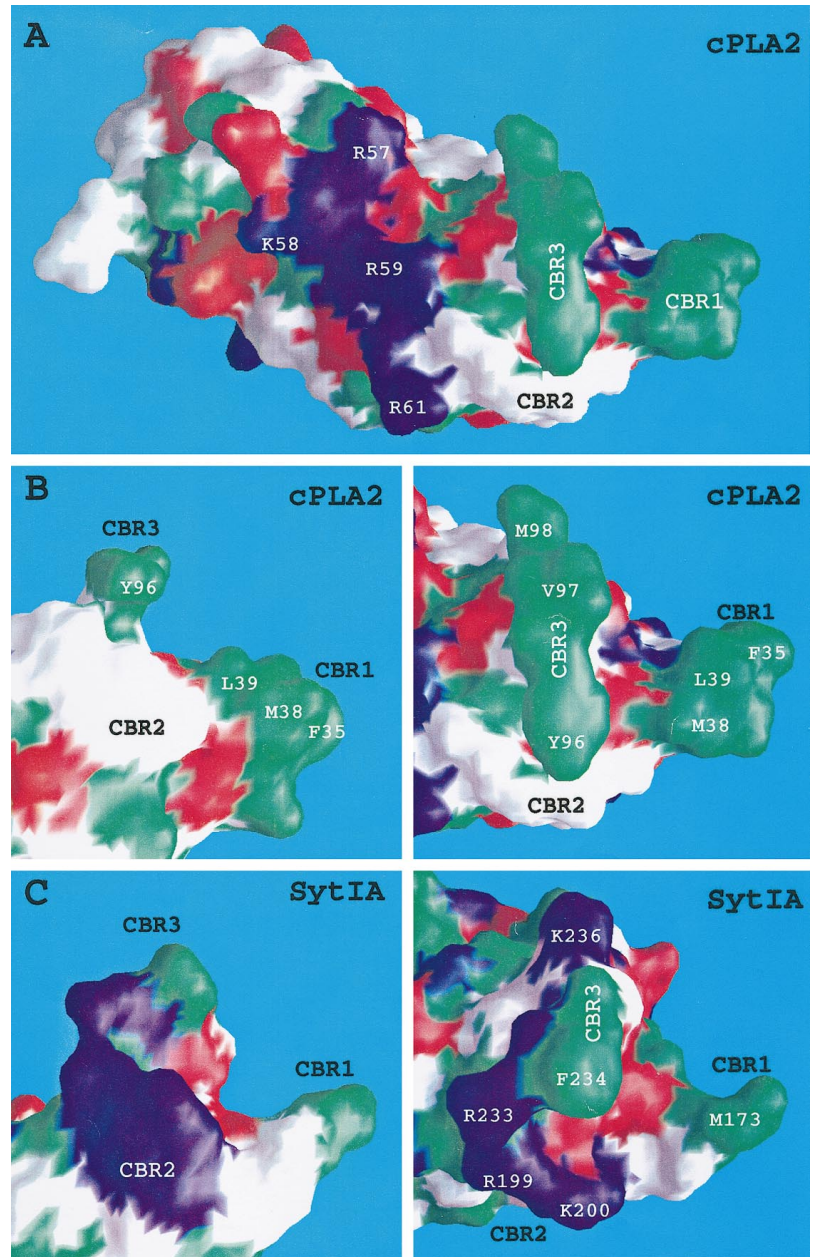 A
cPLA2
R57
K58
R59
CBR3
CBR1
CBR2
R61
B
cPLA2
CBR3
Y96
CBR1
L39
M38
F35
CBR2
cPLA2
M98
V97
CBR3
CBR1
F35
L39
M38
Y96
CBR2
C
SytIA
CBR3
CBR1
CBR2
SytIA
K236
CBR3
F234
CBR1
M173
R233
R199
K200
CBR2